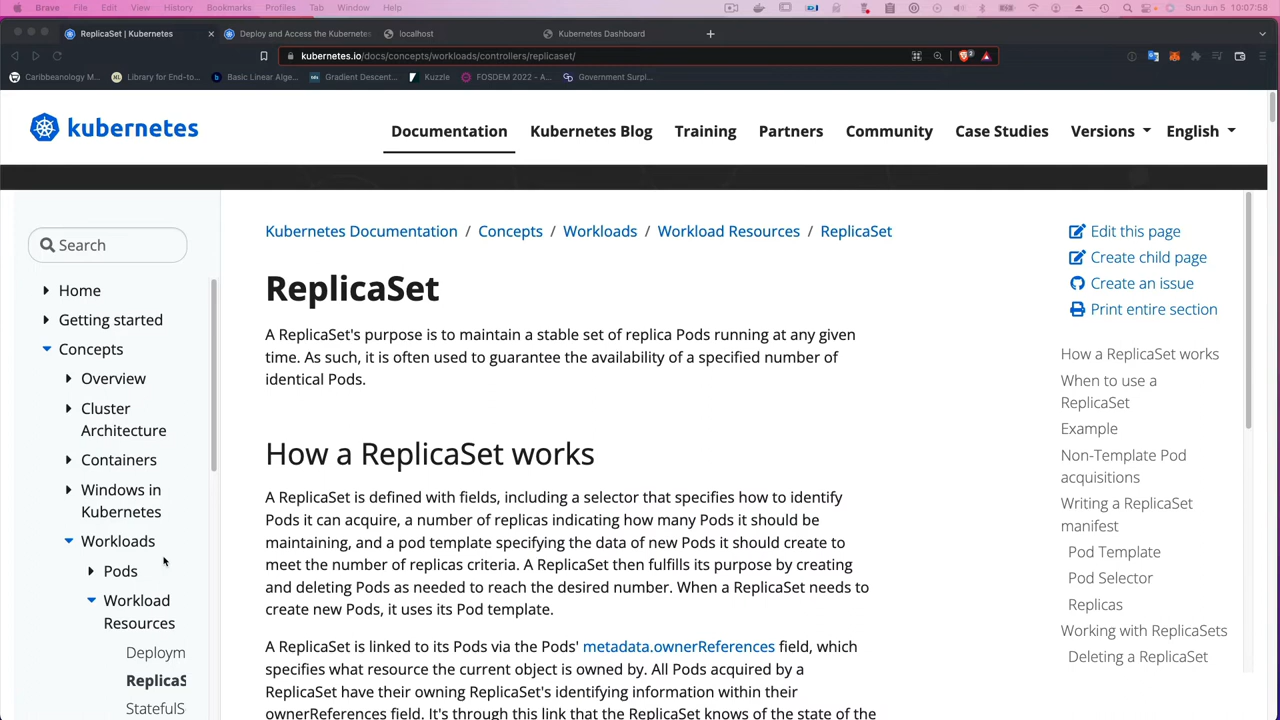 Brave File Edit View History Bookmarks Profiles Tab Window Help Sun Jun 5 10:07:58
ReplicaSet | Kubernetes Deploy and Access the Kubernetes localhost Kubernetes Dashboard
kubernetes.io/docs/concepts/workloads/controllers/replicaset/
Caribbeanology M... Library for End-to... Basic Linear Alge... Gradient Descent... Kuzzle FOSDEM 2022 - A... Government Surpl...
kubernetes
Documentation Kubernetes Blog Training Partners Community Case Studies Versions English
Search
Home
Getting started
Concepts
Overview
Cluster
Architecture
Containers
Windows in
Kubernetes
Workloads
Pods
Workload
Resources
Deploym
ReplicaS
StatefulS
Kubernetes Documentation / Concepts / Workloads / Workload Resources / ReplicaSet
ReplicaSet
A ReplicaSet's purpose is to maintain a stable set of replica Pods running at any given
time. As such, it is often used to guarantee the availability of a specified number of
identical Pods.
How a ReplicaSet works
A ReplicaSet is defined with fields, including a selector that specifies how to identify
Pods it can acquire, a number of replicas indicating how many Pods it should be
maintaining, and a pod template specifying the data of new Pods it should create to
meet the number of replicas criteria. A ReplicaSet then fulfills its purpose by creating
and deleting Pods as needed to reach the desired number. When a ReplicaSet needs to
create new Pods, it uses its Pod template.
A ReplicaSet is linked to its Pods via the Pods' metadata.ownerReferences field, which
specifies what resource the current object is owned by. All Pods acquired by a
ReplicaSet have their owning ReplicaSet's identifying information within their
ownerReferences field. It's through this link that the ReplicaSet knows of the state of the
Edit this page
Create child page
Create an issue
Print entire section
How a ReplicaSet works
When to use a
ReplicaSet
Example
Non-Template Pod
acquisitions
Writing a ReplicaSet
manifest
Pod Template
Pod Selector
Replicas
Working with ReplicaSets
Deleting a ReplicaSet